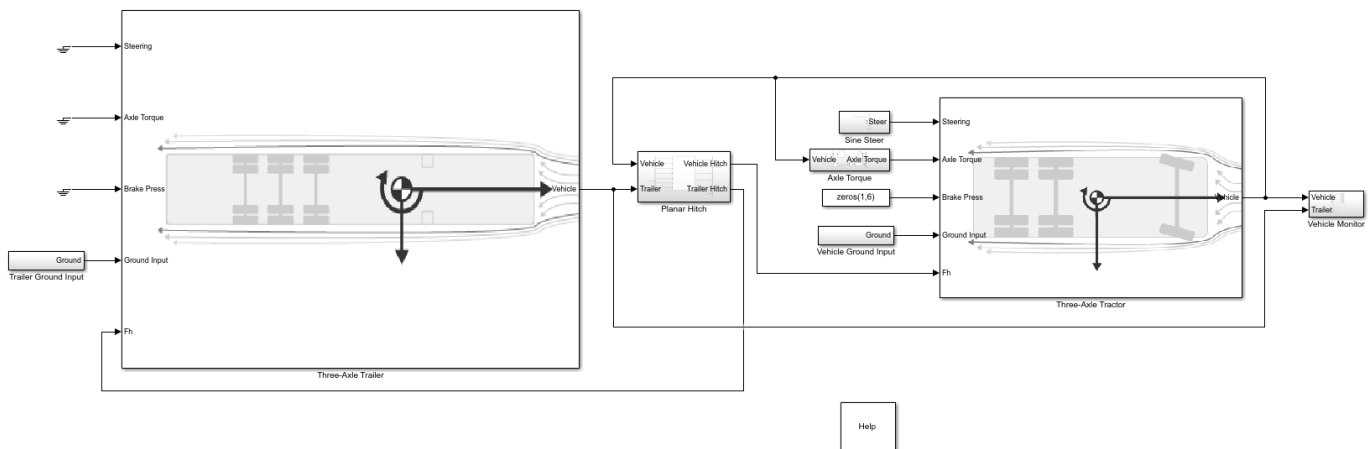 Steering
Axle Torque
Brake Press
Ground
Trailer Ground Input
Ground Input
Fh
Vehicle
Three-Axle Trailer
Vehicle
Vehicle Hitch
Trailer
Trailer Hitch
Planar Hitch
Steer
Sine Steer
Vehicle
Axle Torque
Axle Torque
zeros(1,6)
Ground
Vehicle Ground Input
Steering
Axle Torque
Brake Press
Ground Input
Fh
Vehicle
Three-Axle Tractor
Vehicle
Trailet
Vehicle Monitor
Help